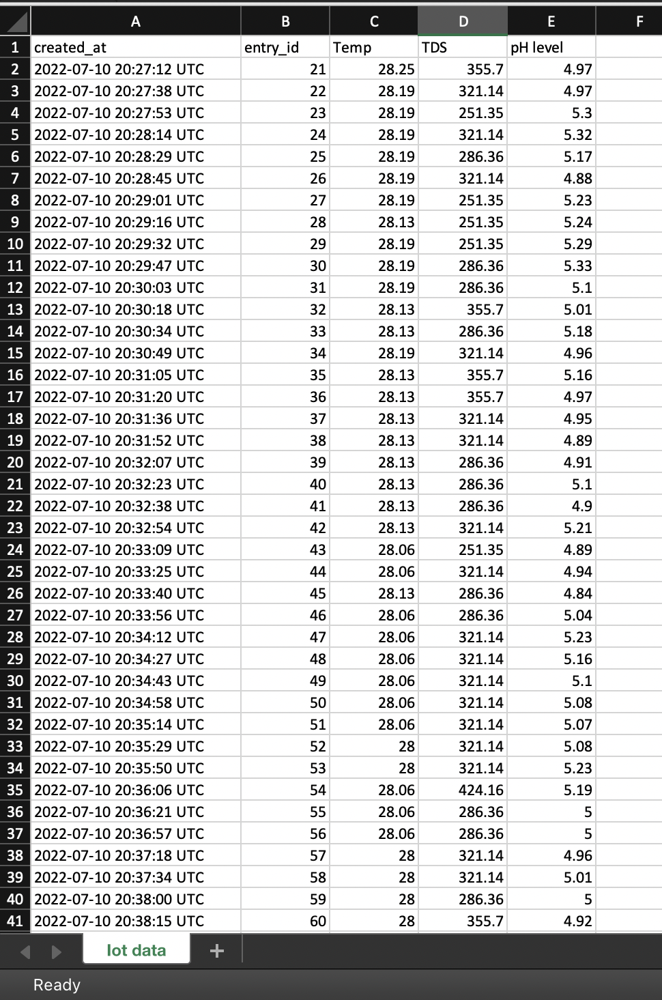 A B C D E F
1 created_at entry_id Temp TDS pH level
2 2022-07-10 20:27:12 UTC 21 28.25 355.7 4.97
3 2022-07-10 20:27:38 UTC 22 28.19 321.14 4.97
4 2022-07-10 20:27:53 UTC 23 28.19 251.35 5.3
5 2022-07-10 20:28:14 UTC 24 28.19 321.14 5.32
6 2022-07-10 20:28:29 UTC 25 28.19 286.36 5.17
7 2022-07-10 20:28:45 UTC 26 28.19 321.14 4.88
8 2022-07-10 20:29:01 UTC 27 28.19 251.35 5.23
9 2022-07-10 20:29:16 UTC 28 28.13 251.35 5.24
10 2022-07-10 20:29:32 UTC 29 28.19 251.35 5.29
11 2022-07-10 20:29:47 UTC 30 28.19 286.36 5.33
12 2022-07-10 20:30:03 UTC 31 28.19 286.36 5.1
13 2022-07-10 20:30:18 UTC 32 28.13 355.7 5.01
14 2022-07-10 20:30:34 UTC 33 28.13 286.36 5.18
15 2022-07-10 20:30:49 UTC 34 28.19 321.14 4.96
16 2022-07-10 20:31:05 UTC 35 28.13 355.7 5.16
17 2022-07-10 20:31:20 UTC 36 28.13 355.7 4.97
18 2022-07-10 20:31:36 UTC 37 28.13 321.14 4.95
19 2022-07-10 20:31:52 UTC 38 28.13 321.14 4.89
20 2022-07-10 20:32:07 UTC 39 28.13 286.36 4.91
21 2022-07-10 20:32:23 UTC 40 28.13 286.36 5.1
22 2022-07-10 20:32:38 UTC 41 28.13 286.36 4.9
23 2022-07-10 20:32:54 UTC 42 28.13 321.14 5.21
24 2022-07-10 20:33:09 UTC 43 28.06 251.35 4.89
25 2022-07-10 20:33:25 UTC 44 28.06 321.14 4.94
26 2022-07-10 20:33:40 UTC 45 28.13 286.36 4.84
27 2022-07-10 20:33:56 UTC 46 28.06 286.36 5.04
28 2022-07-10 20:34:12 UTC 47 28.06 321.14 5.23
29 2022-07-10 20:34:27 UTC 48 28.06 321.14 5.16
30 2022-07-10 20:34:43 UTC 49 28.06 321.14 5.1
31 2022-07-10 20:34:58 UTC 50 28.06 321.14 5.08
32 2022-07-10 20:35:14 UTC 51 28.06 321.14 5.07
33 2022-07-10 20:35:29 UTC 52 28 321.14 5.08
34 2022-07-10 20:35:50 UTC 53 28 321.14 5.23
35 2022-07-10 20:36:06 UTC 54 28.06 424.16 5.19
36 2022-07-10 20:36:21 UTC 55 28.06 286.36 5
37 2022-07-10 20:36:57 UTC 56 28.06 286.36 5
38 2022-07-10 20:37:18 UTC 57 28 321.14 4.96
39 2022-07-10 20:37:34 UTC 58 28 321.14 5.01
40 2022-07-10 20:38:00 UTC 59 28 286.36 5
41 2022-07-10 20:38:15 UTC 60 28 355.7 4.92
Iot data +
Ready